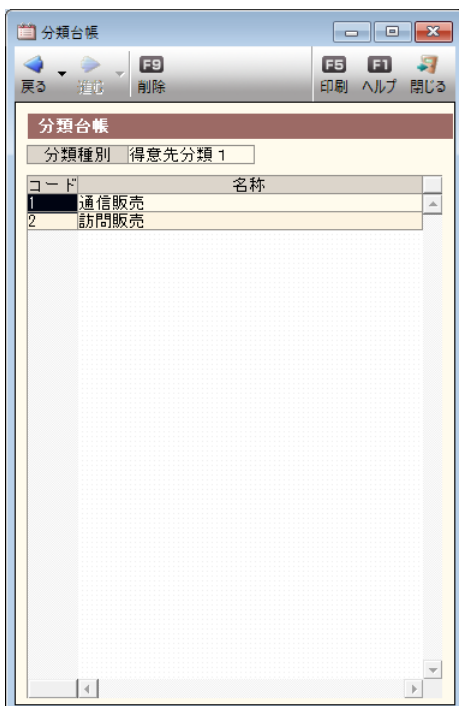 分類台帳
戻る 進む F9 削除 F5 印刷 F1 ヘルプ 閉じる
分類台帳
分類種別 得意先分類1
コード 名称
1 通信販売
2 訪問販売